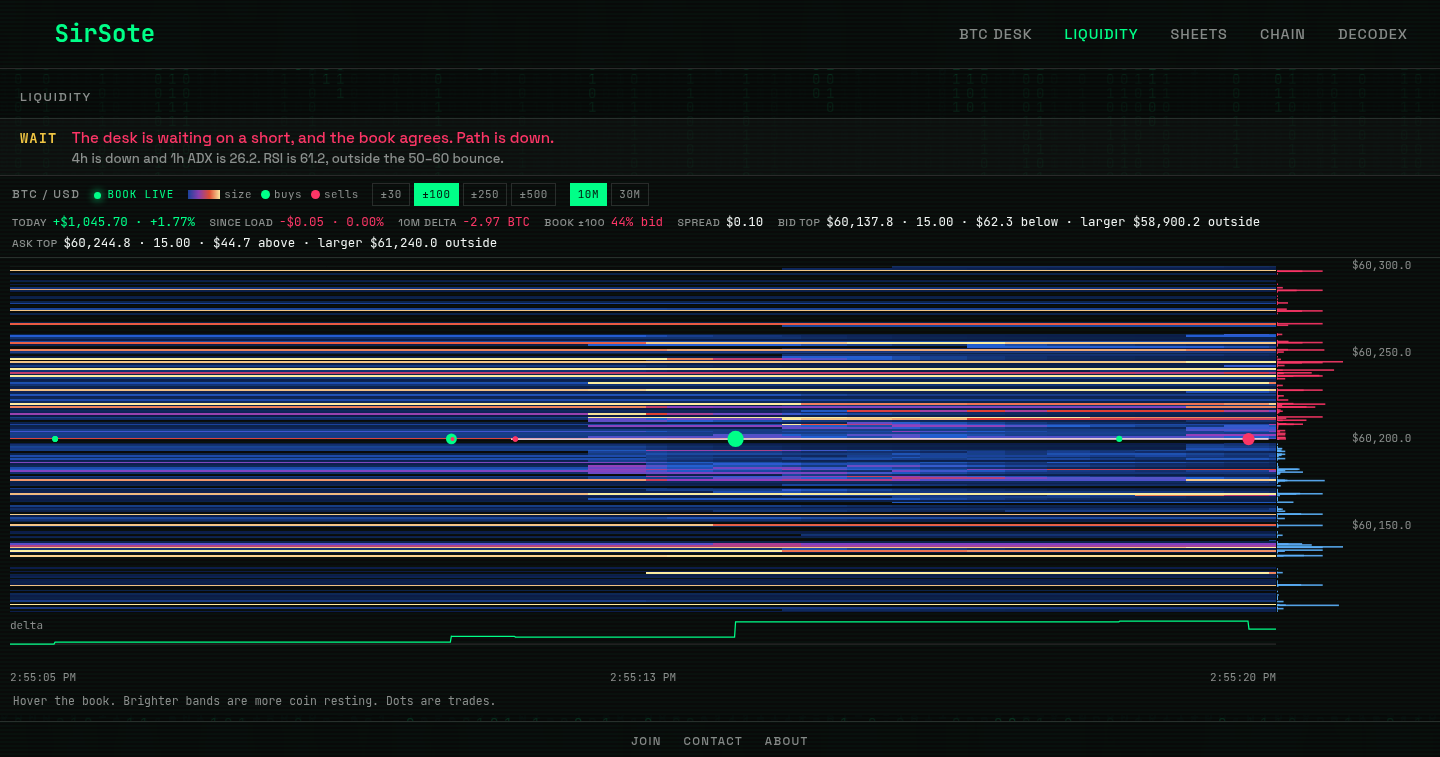 SirSote
BTC DESK LIQUIDITY SHEETS CHAIN DECODEX
LIQUIDITY
WAIT The desk is waiting on a short, and the book agrees. Path is down.
4h is down and 1h ADX is 26.2. RSI is 61.2, outside the 50–60 bounce.
BTC / USD BOOK LIVE size buys sells ±30 ±100 ±250 ±500 10M 30M
TODAY +$1,045.70 · +1.77% SINCE LOAD -$0.05 · 0.00% 10M DELTA -2.97 BTC BOOK ±100 44% bid SPREAD $0.10 BID TOP $60,137.8 · 15.00 · $62.3 below · larger $58,900.2 outside
ASK TOP $60,244.8 · 15.00 · $44.7 above · larger $61,240.0 outside
$60,300.0
$60,250.0
$60,200.0
$60,150.0
delta
2:55:05 PM 2:55:13 PM 2:55:20 PM
Hover the book. Brighter bands are more coin resting. Dots are trades.
JOIN CONTACT ABOUT